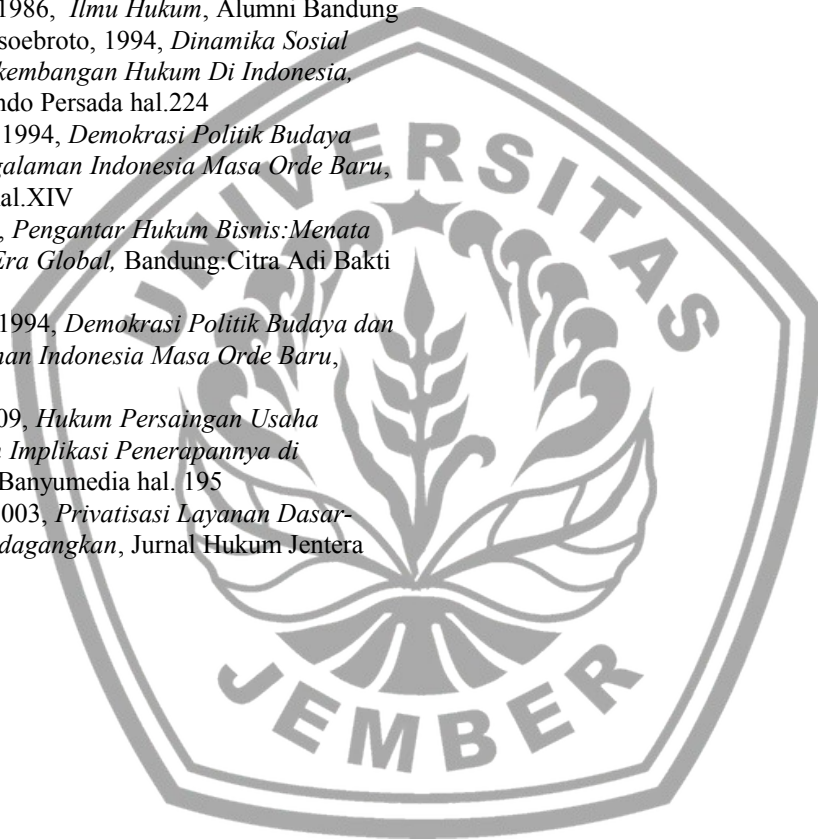 1986, Ilmu Hukum, Alumni Bandung
soebroto, 1994, Dinamika Sosial
kembangan Hukum Di Indonesia,
ndo Persada hal.224
1994, Demokrasi Politik Budaya
galaman Indonesia Masa Orde Baru,
al.XIV
, Pengantar Hukum Bisnis:Menata
Era Global, Bandung:Citra Adi Bakti
1994, Demokrasi Politik Budaya dan
nan Indonesia Masa Orde Baru,
09, Hukum Persaingan Usaha
n Implikasi Penerapannya di
Banyumedia hal. 195
003, Privatisasi Layanan Dasar-
dagangkan, Jurnal Hukum Jentera
UNIVERSITAS
JEMBER